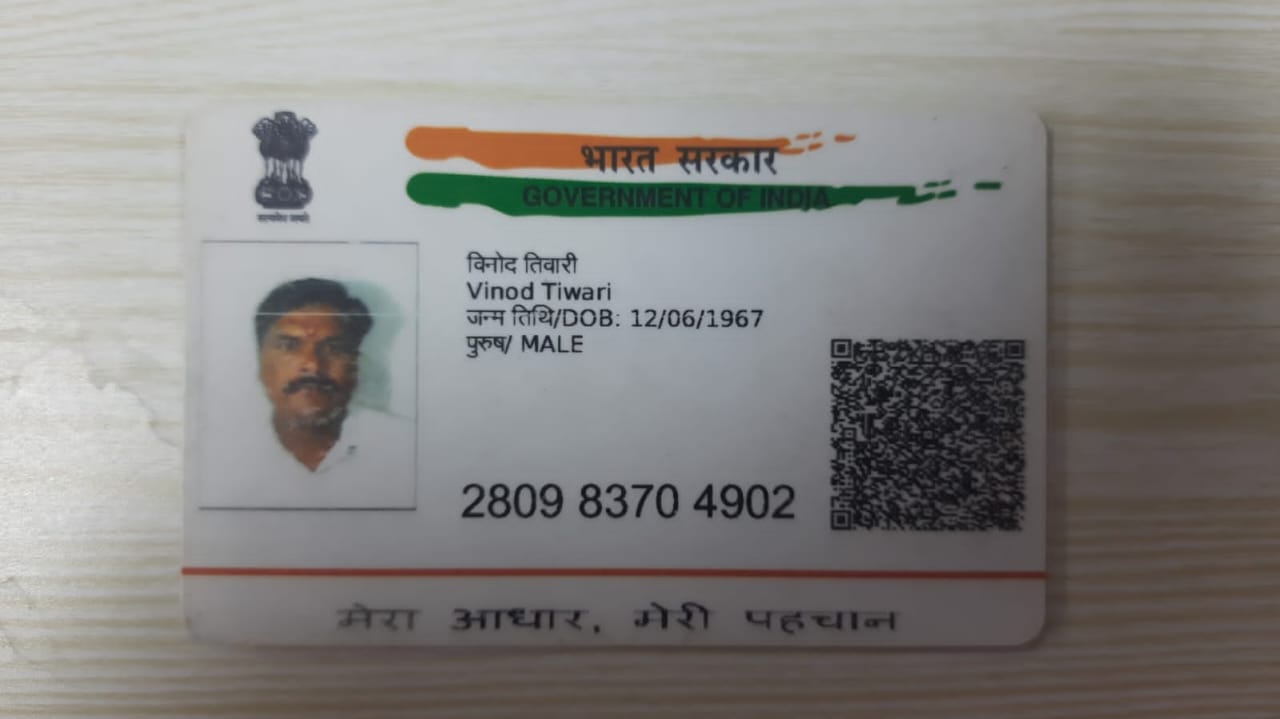 भारत सरकार
GOVERNMENT OF INDIA
सत्यमेव जयते
विनोद तिवारी
Vinod Tiwari
जन्म तिथि/DOB: 12/06/1967
पुरुष/ MALE
2809 8370 4902
मेरा आधार, मेरी पहचान